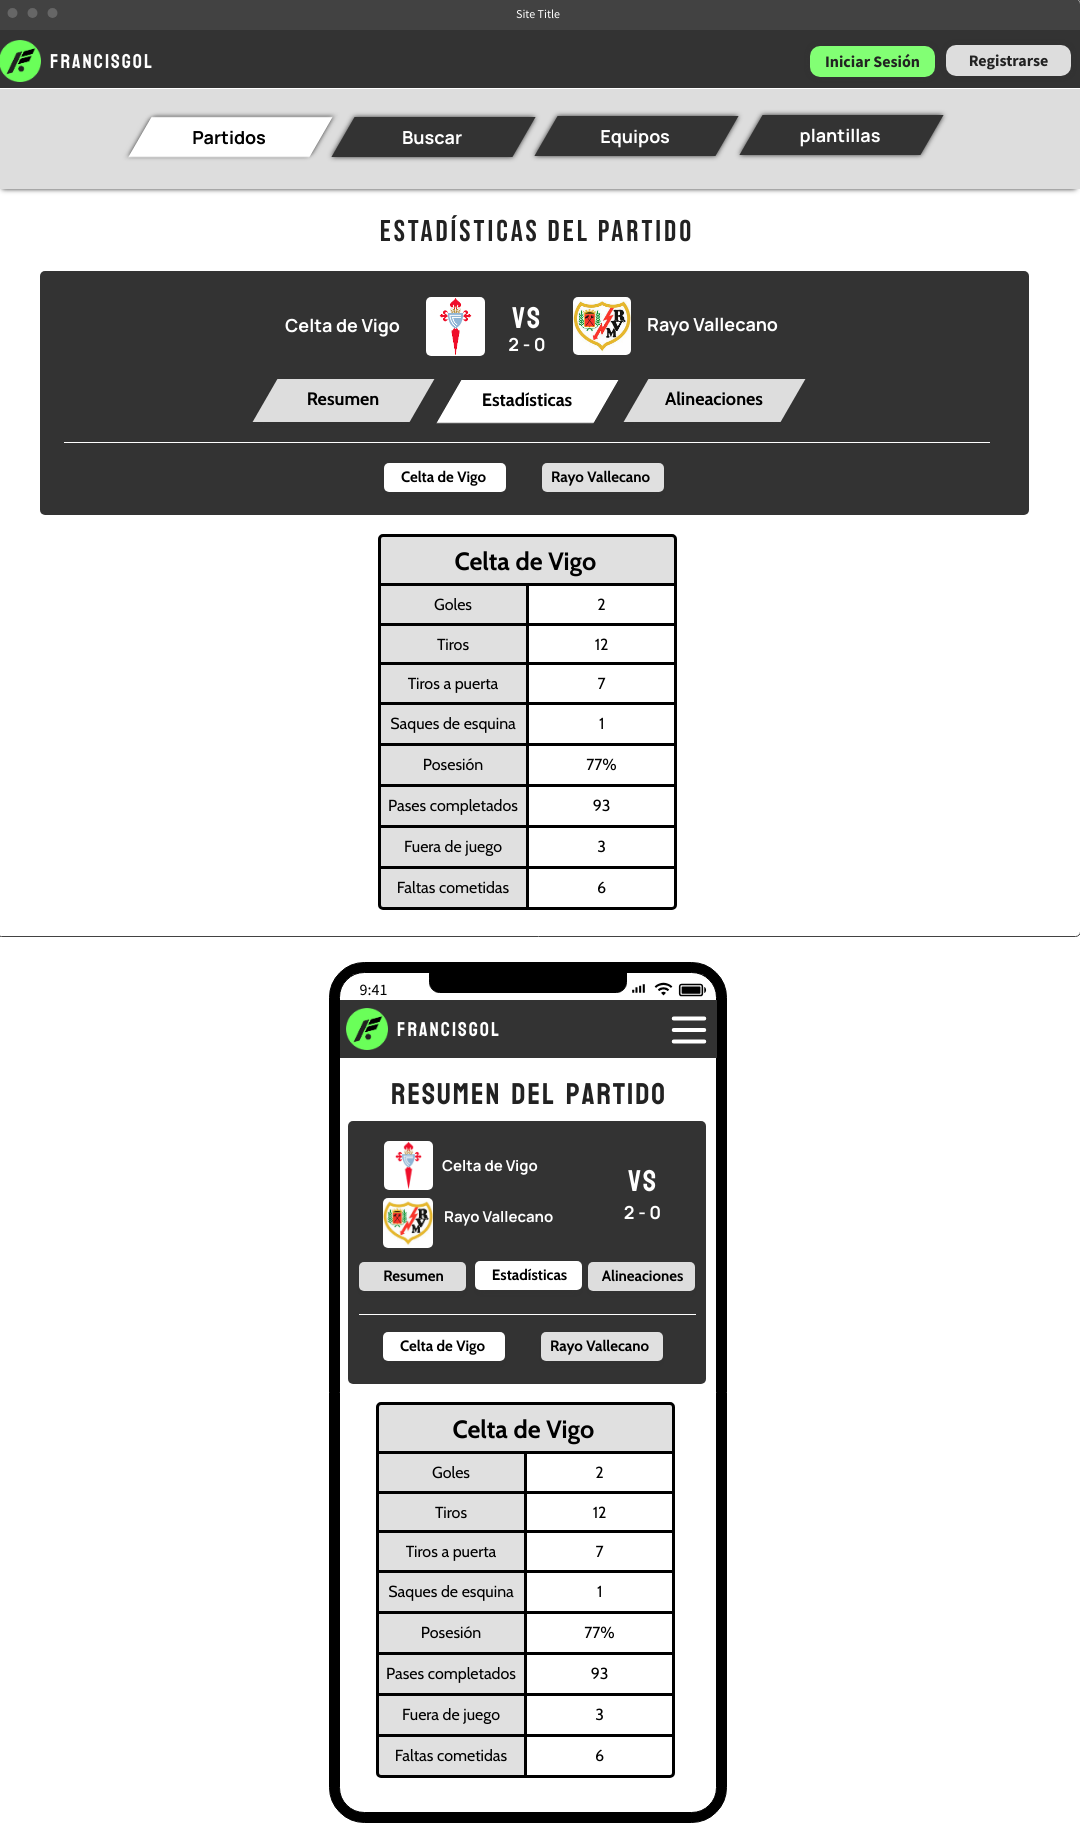 Site Title
FRANCISGOL
Iniciar Sesión
Registrarse
Partidos
Buscar
Equipos
plantillas
ESTADÍSTICAS DEL PARTIDO
Celta de Vigo
VS
2 - 0
Rayo Vallecano
Resumen
Estadísticas
Alineaciones
Celta de Vigo
Rayo Vallecano
Celta de Vigo
Goles 2
Tiros 12
Tiros a puerta 7
Saques de esquina 1
Posesión 77%
Pases completados 93
Fuera de juego 3
Faltas cometidas 6
9:41
FRANCISGOL
RESUMEN DEL PARTIDO
Celta de Vigo
Rayo Vallecano
VS
2 - 0
Resumen
Estadísticas
Alineaciones
Celta de Vigo
Rayo Vallecano
Celta de Vigo
Goles 2
Tiros 12
Tiros a puerta 7
Saques de esquina 1
Posesión 77%
Pases completados 93
Fuera de juego 3
Faltas cometidas 6